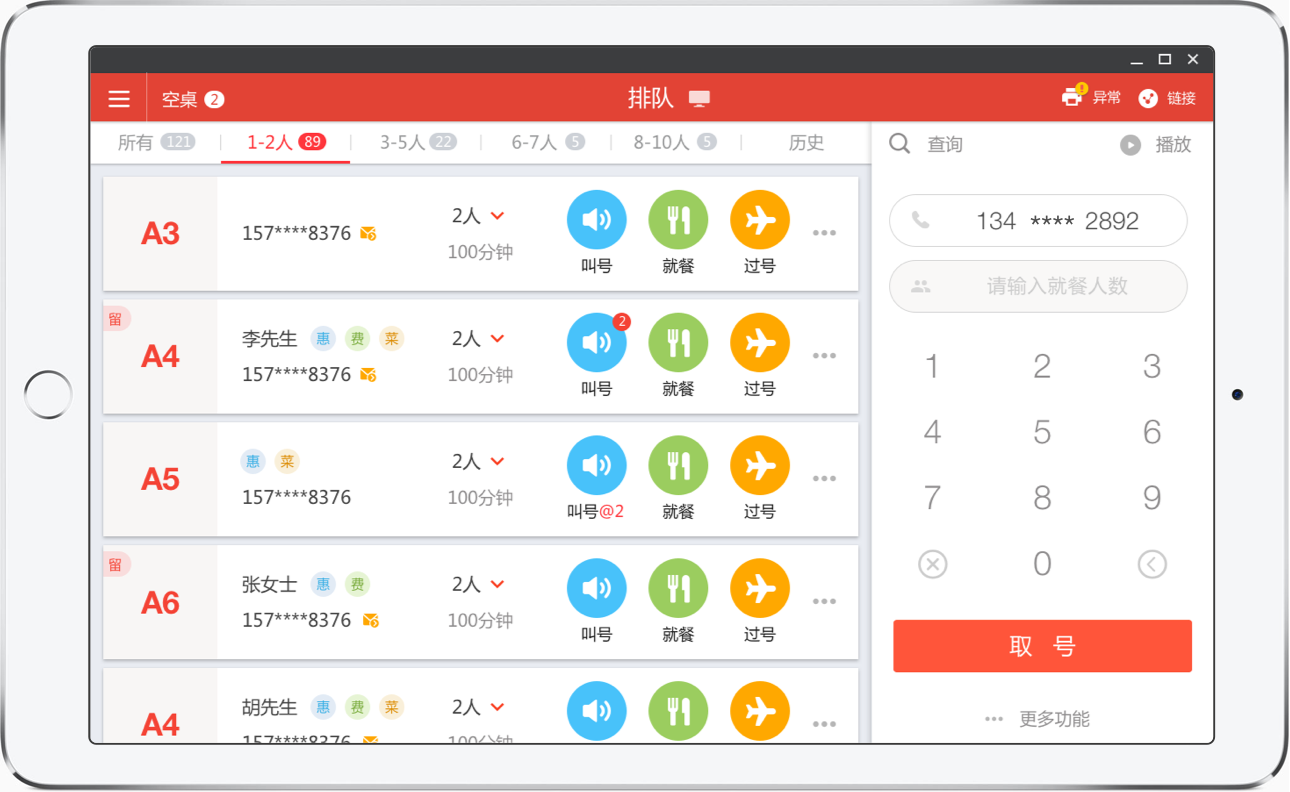 空桌 2
排队
! 异常 链接
所有 121
1-2人 89
3-5人 22
6-7人 5
8-10人 5
历史
查询
播放
A3
157****8376
2人
100分钟
叫号
就餐
过号
留
A4
李先生 惠 费 菜
157****8376
2人
100分钟
2
叫号
就餐
过号
A5
惠 菜
157****8376
2人
100分钟
叫号@2
就餐
过号
留
A6
张女士 惠 费
157****8376
2人
100分钟
叫号
就餐
过号
A4
胡先生 惠 费 菜
157****8376
2人
100分钟
134 **** 2892
请输入就餐人数
1 2 3
4 5 6
7 8 9
0
取 号
更多功能